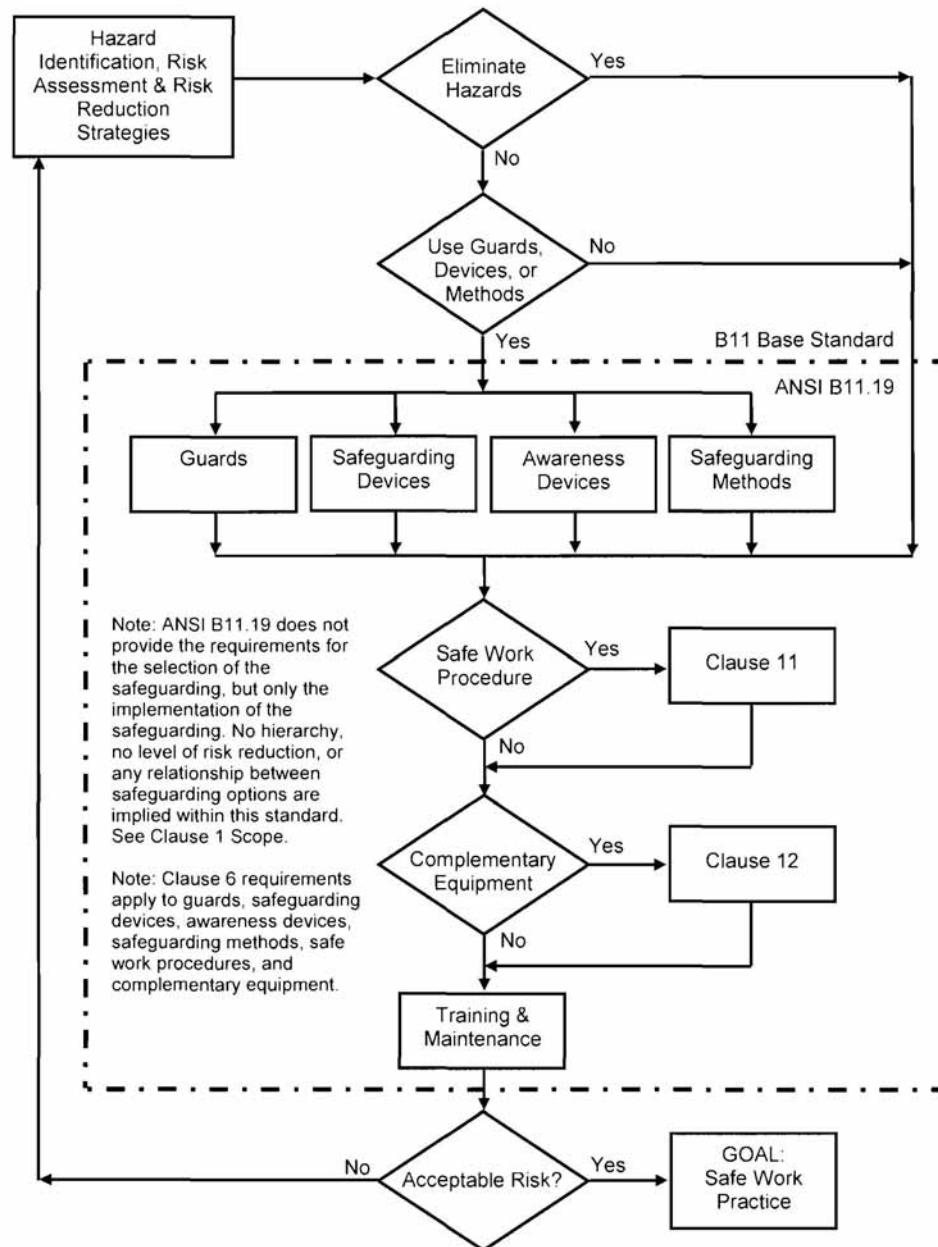 Hazard
Identification, Risk
Assessment & Risk
Reduction
Strategies
Eliminate
Hazards
Yes
No
Use Guards,
Devices, or
Methods
No
Yes
B11 Base Standard
ANSI B11.19
Guards
Safeguarding
Devices
Awareness
Devices
Safeguarding
Methods
Note: ANSI B11.19 does not
provide the requirements for
the selection of the
safeguarding, but only the
implementation of the
safeguarding. No hierarchy,
no level of risk reduction, or
any relationship between
safeguarding options are
implied within this standard.
See Clause 1 Scope.
Note: Clause 6 requirements
apply to guards, safeguarding
devices, awareness devices,
safeguarding methods, safe
work procedures, and
complementary equipment.
Safe Work
Procedure
Yes
Clause 11
No
Complementary
Equipment
Yes
Clause 12
No
Training &
Maintenance
No
Acceptable Risk?
Yes
GOAL:
Safe Work
Practice